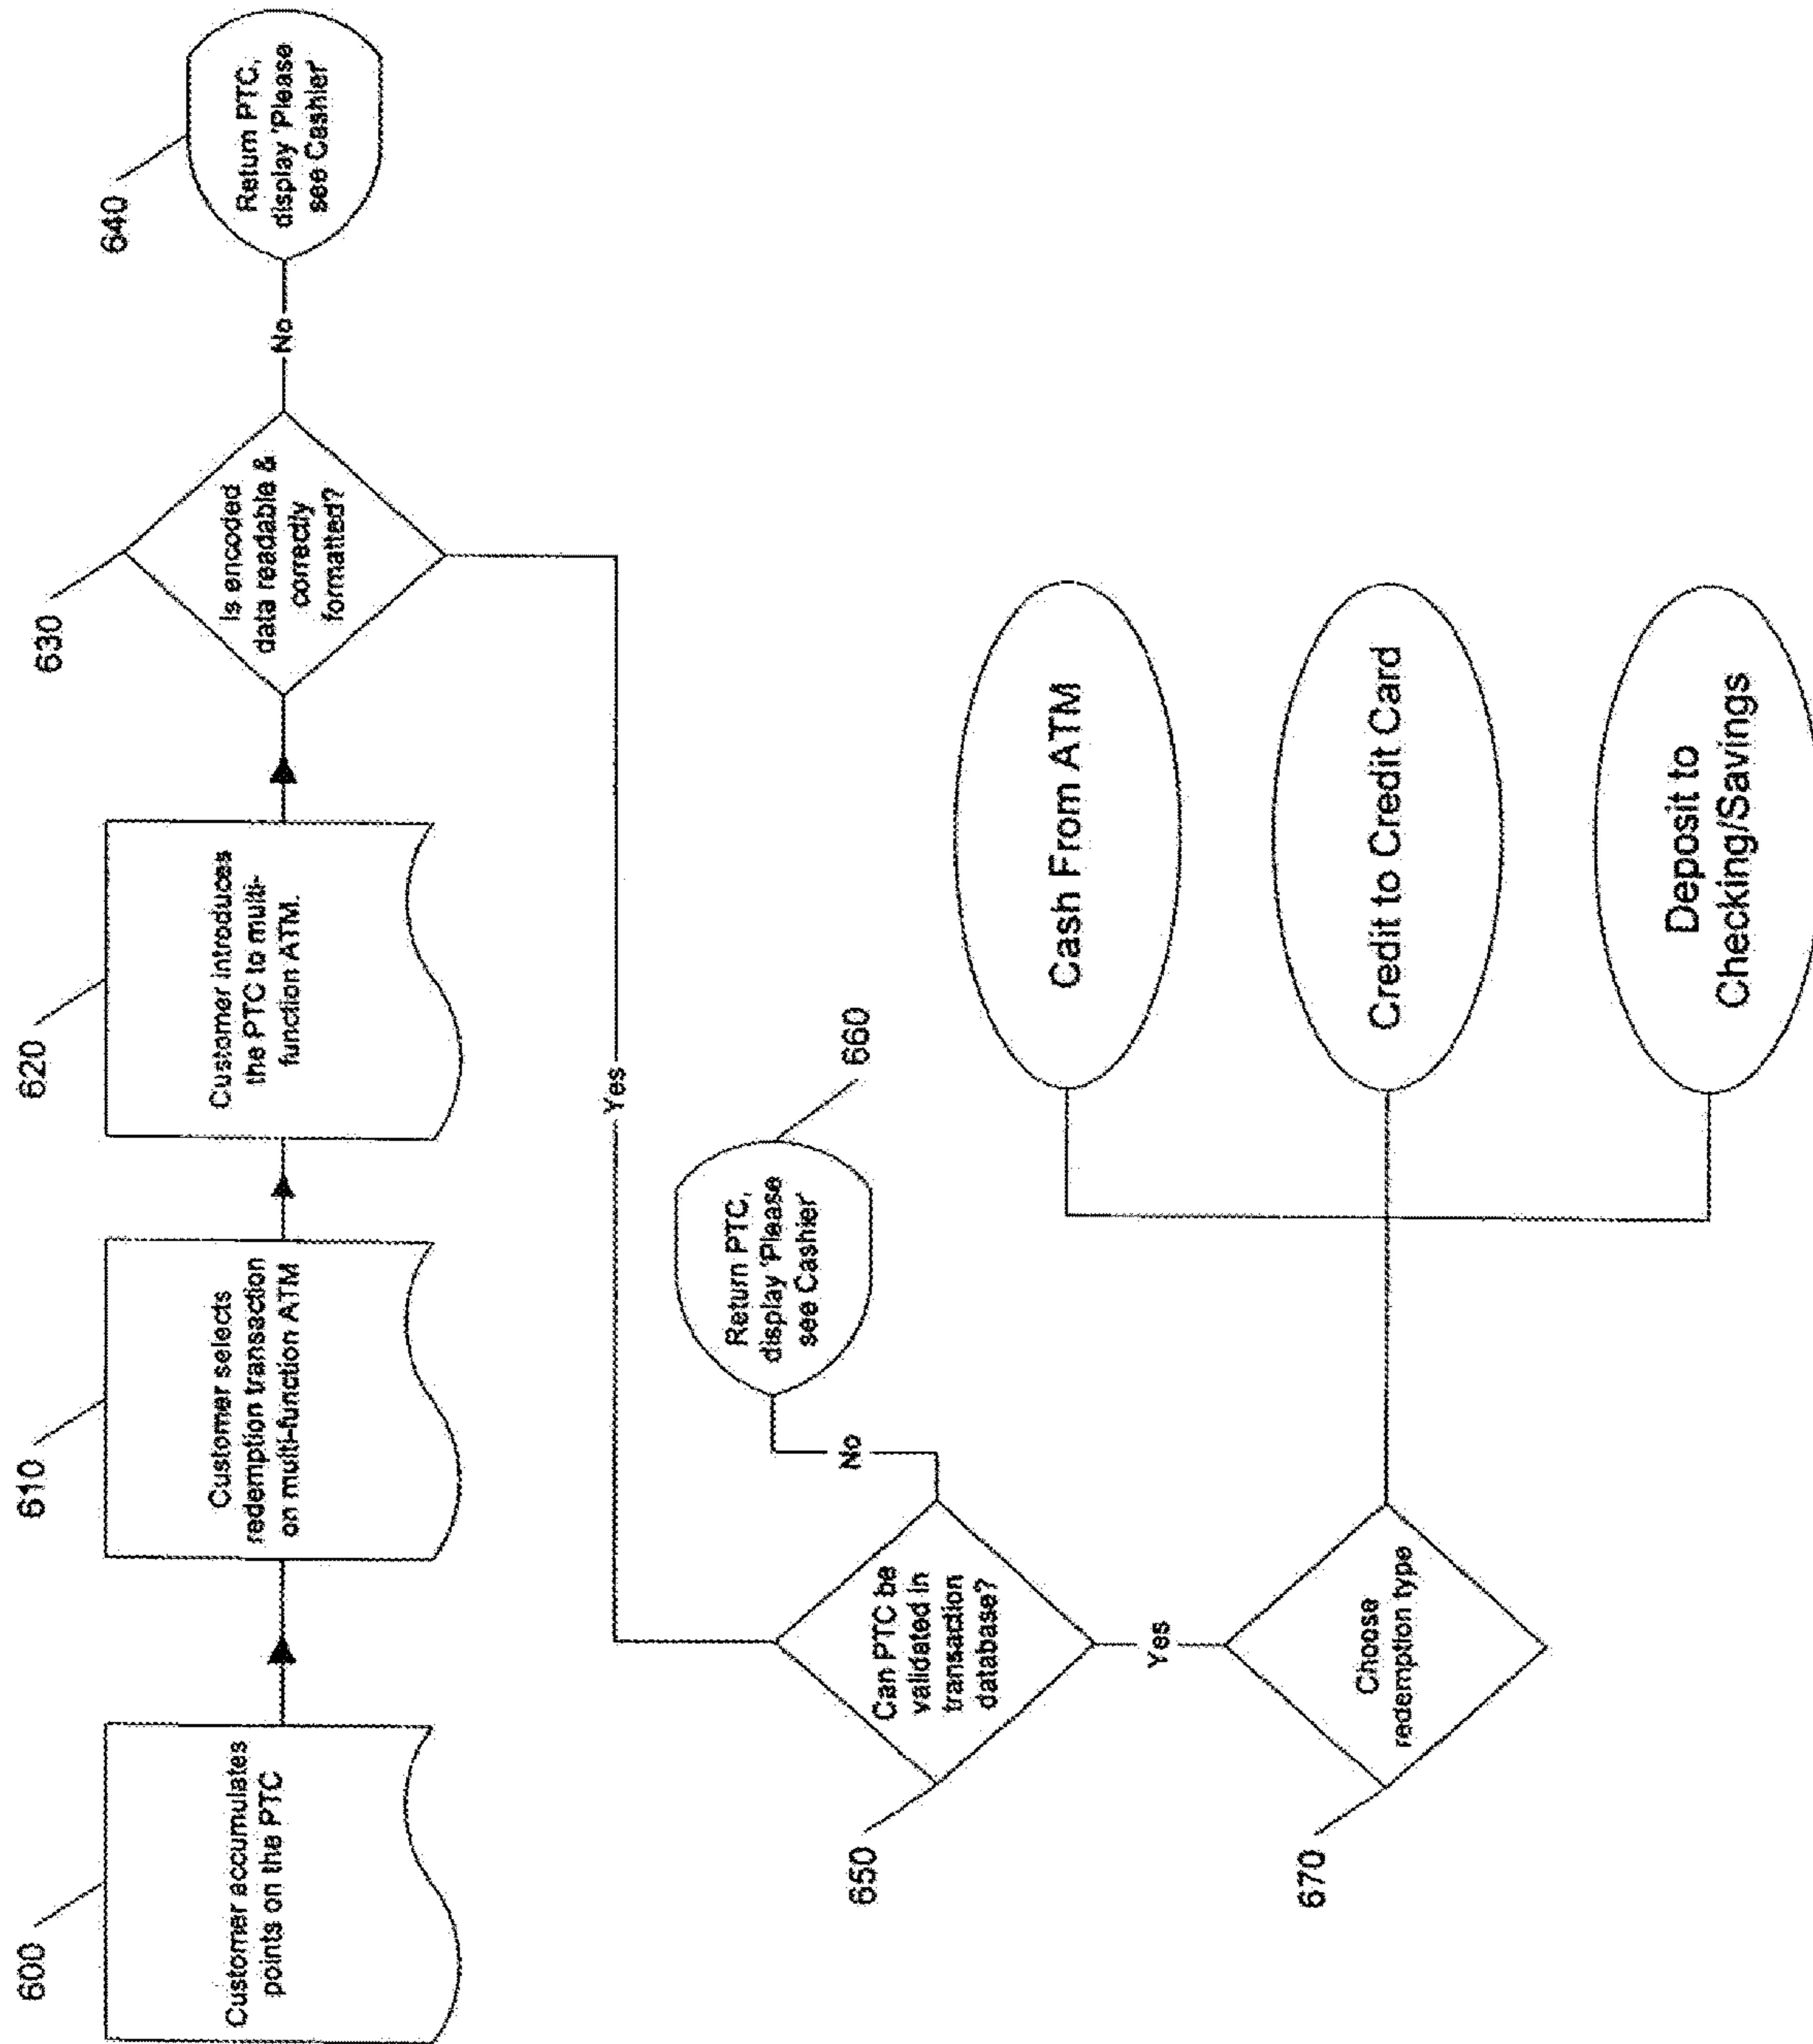 600
Customer accumulates
points on the PTC
610
Customer selects
redemption transaction
on multi-function ATM
620
Customer introduces
the PTC to multi-
function ATM.
630
Is encoded
data readable &
correctly
formatted?
No
640
Return PTC,
display 'Please
see Cashier'
Yes
650
Can PTC be
validated in
transaction
database?
No
660
Return PTC,
display 'Please
see Cashier'
Yes
670
Choose
redemption type
Cash From ATM
Credit to Credit Card
Deposit to
Checking/Savings